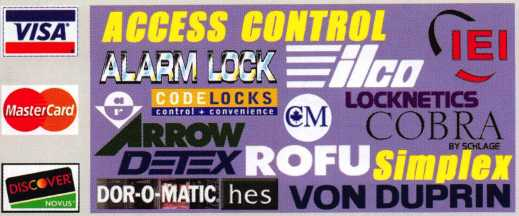 VISA
MasterCard
DISCOVER
NOVUS
ACCESS CONTROL
ALARM LOCK
ilco
IEI
CODELOCKS
control + convenience
ar
ARROW
CM
LOCKNETICS
COBRA
BY SCHLAGE
DETEX
ROFU
Simplex
DOR-O-MATIC
hes
VON DUPRIN